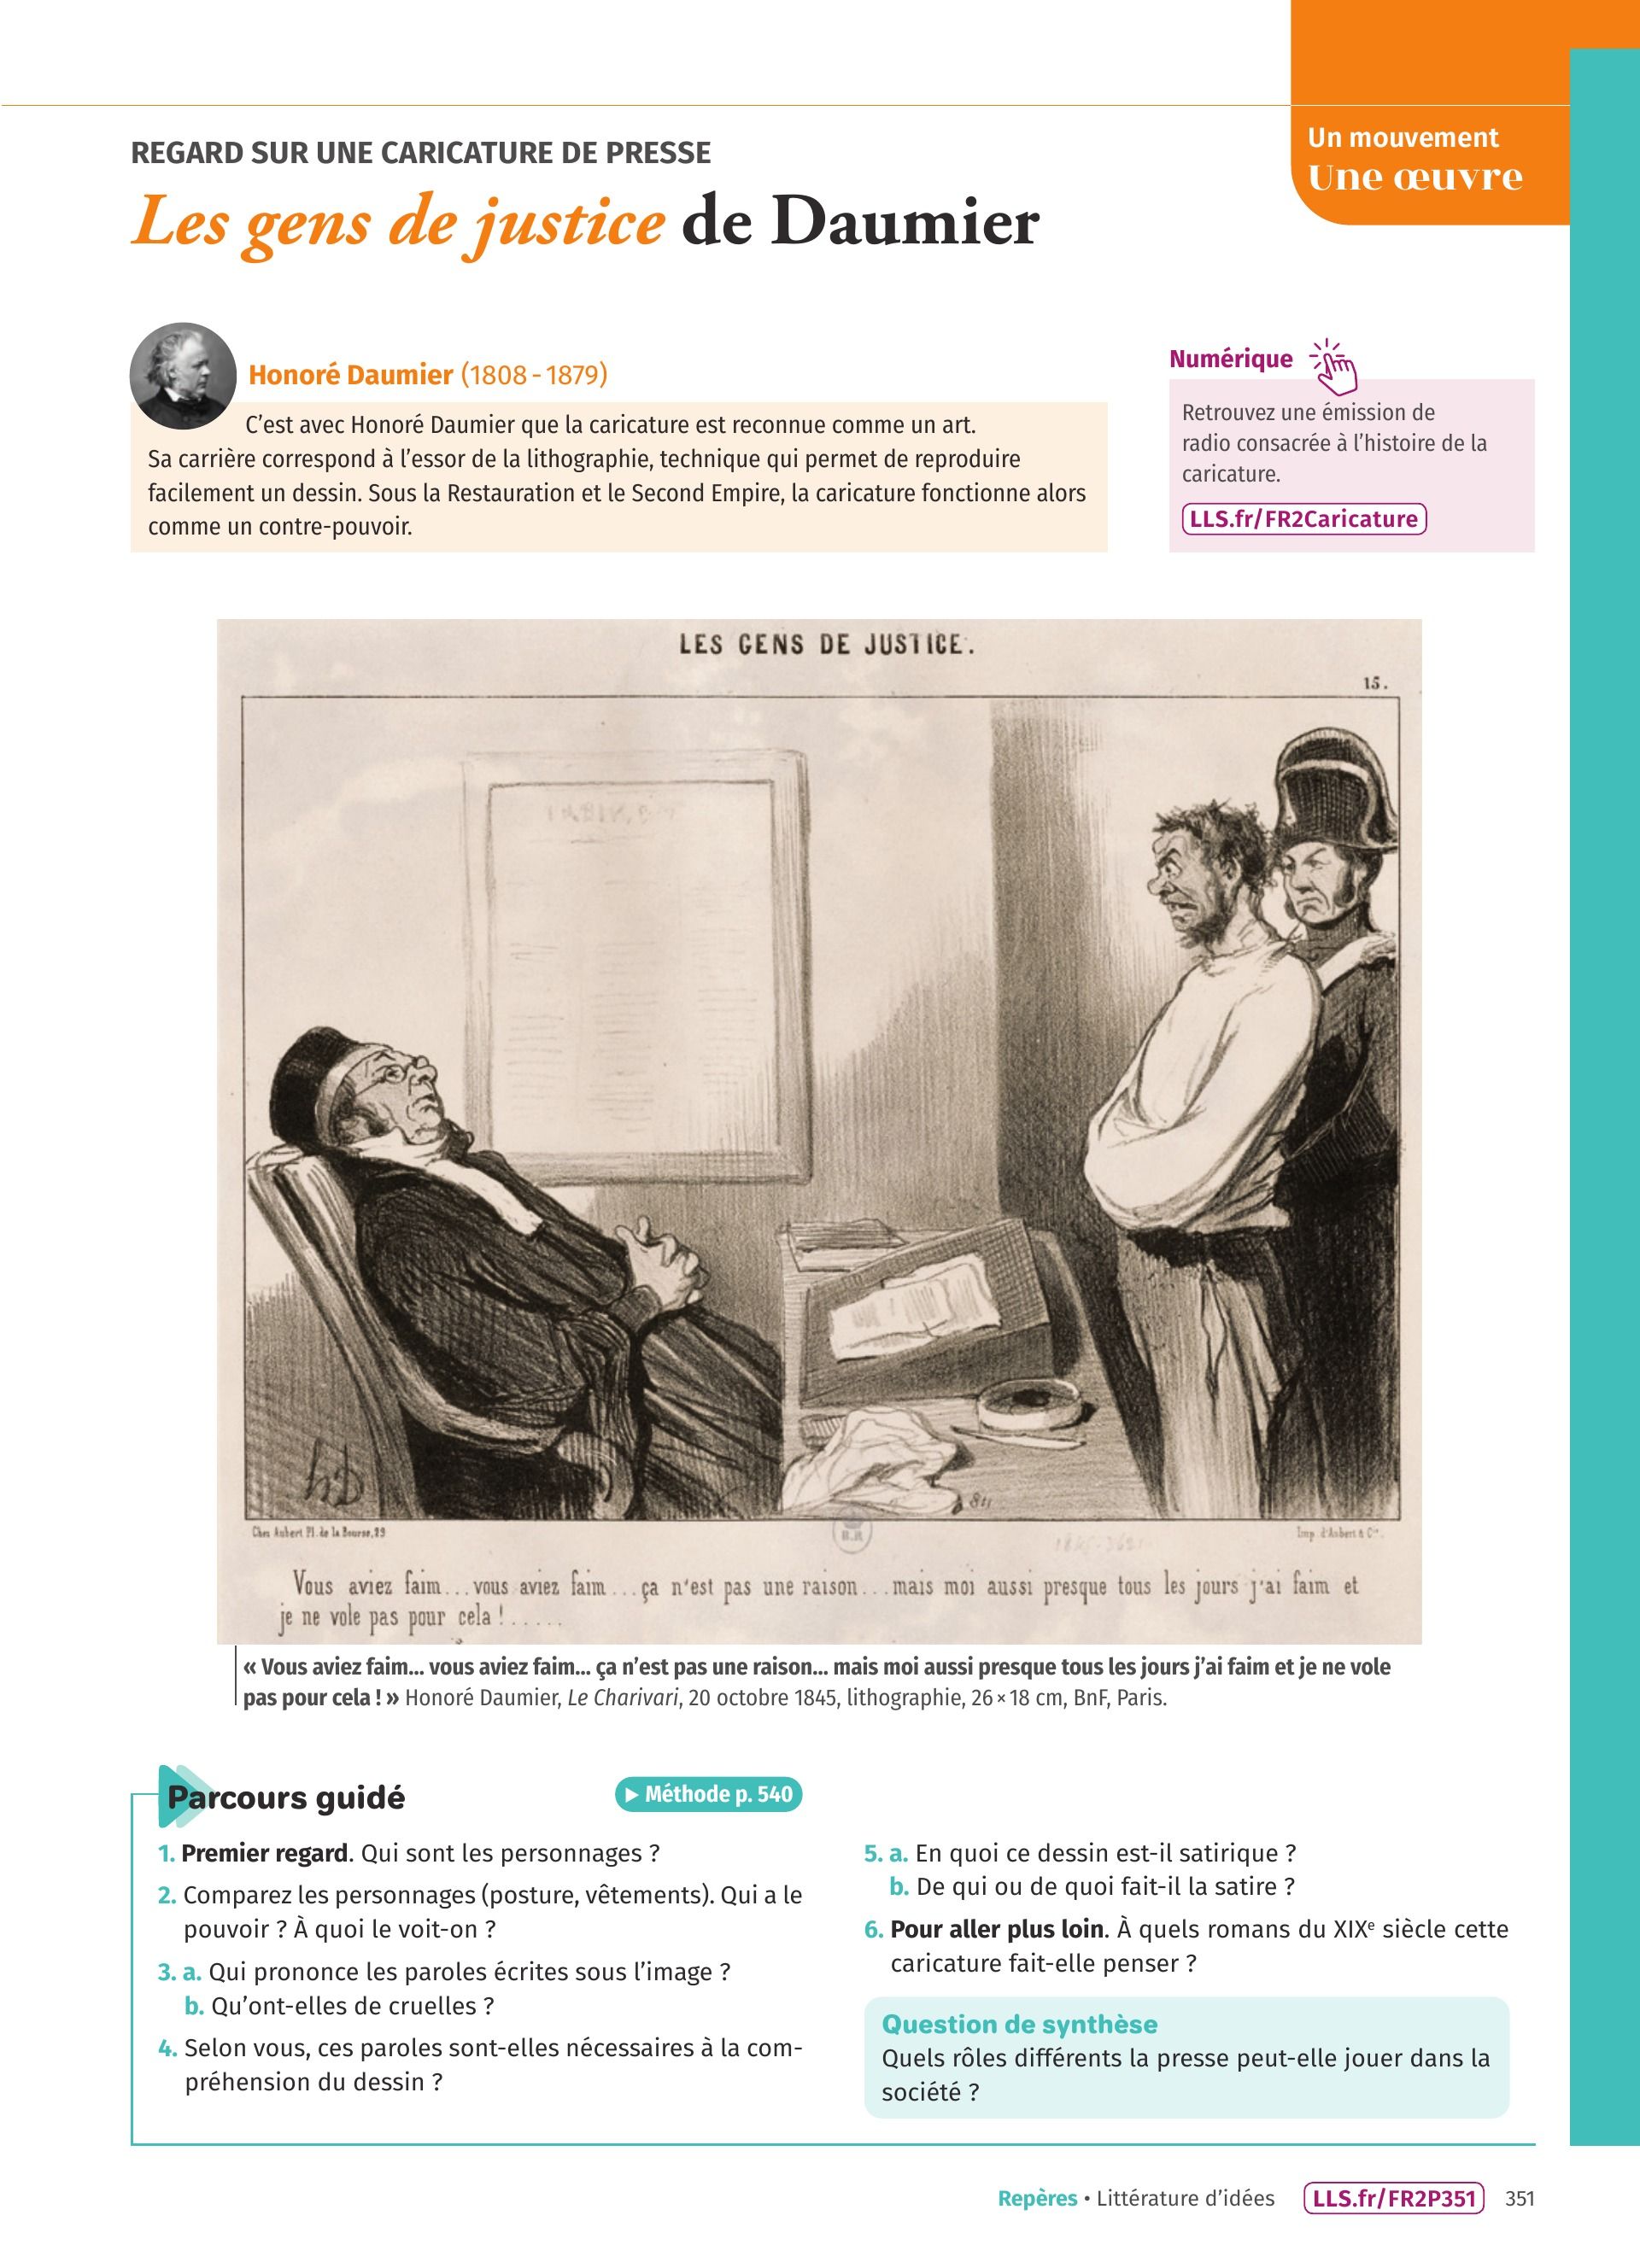 Un mouvement
Une œuvre
REGARD SUR UNE CARICATURE DE PRESSE
Les gens de justice de Daumier
Honoré Daumier (1808 - 1879)
C’est avec Honoré Daumier que la caricature est reconnue comme un art.
Sa carrière correspond à l’essor de la lithographie, technique qui permet de reproduire
facilement un dessin. Sous la Restauration et le Second Empire, la caricature fonctionne alors
comme un contre-pouvoir.
Numérique
Retrouvez une émission de
radio consacrée à l’histoire de la
caricature.
LLS.fr/FR2Caricature
LES GENS DE JUSTICE.
15.
hD
811
Chez Aubert Pl. de la Bourse, 29
B.R
Imp. d'Aubert & Cie.
Vous aviez faim...vous aviez faim...ça n'est pas une raison...mais moi aussi presque tous les jours j'ai faim et
je ne vole pas pour cela !.....
« Vous aviez faim... vous aviez faim... ça n’est pas une raison... mais moi aussi presque tous les jours j’ai faim et je ne vole
pas pour cela ! » Honoré Daumier, Le Charivari, 20 octobre 1845, lithographie, 26 × 18 cm, BnF, Paris.
Parcours guidé
▶ Méthode p. 540
1. Premier regard. Qui sont les personnages ?
2. Comparez les personnages (posture, vêtements). Qui a le
pouvoir ? À quoi le voit-on ?
3. a. Qui prononce les paroles écrites sous l’image ?
b. Qu’ont-elles de cruelles ?
4. Selon vous, ces paroles sont-elles nécessaires à la com-
préhension du dessin ?
5. a. En quoi ce dessin est-il satirique ?
b. De qui ou de quoi fait-il la satire ?
6. Pour aller plus loin. À quels romans du XIXe siècle cette
caricature fait-elle penser ?
Question de synthèse
Quels rôles différents la presse peut-elle jouer dans la
société ?
Repères • Littérature d’idées LLS.fr/FR2P351 351